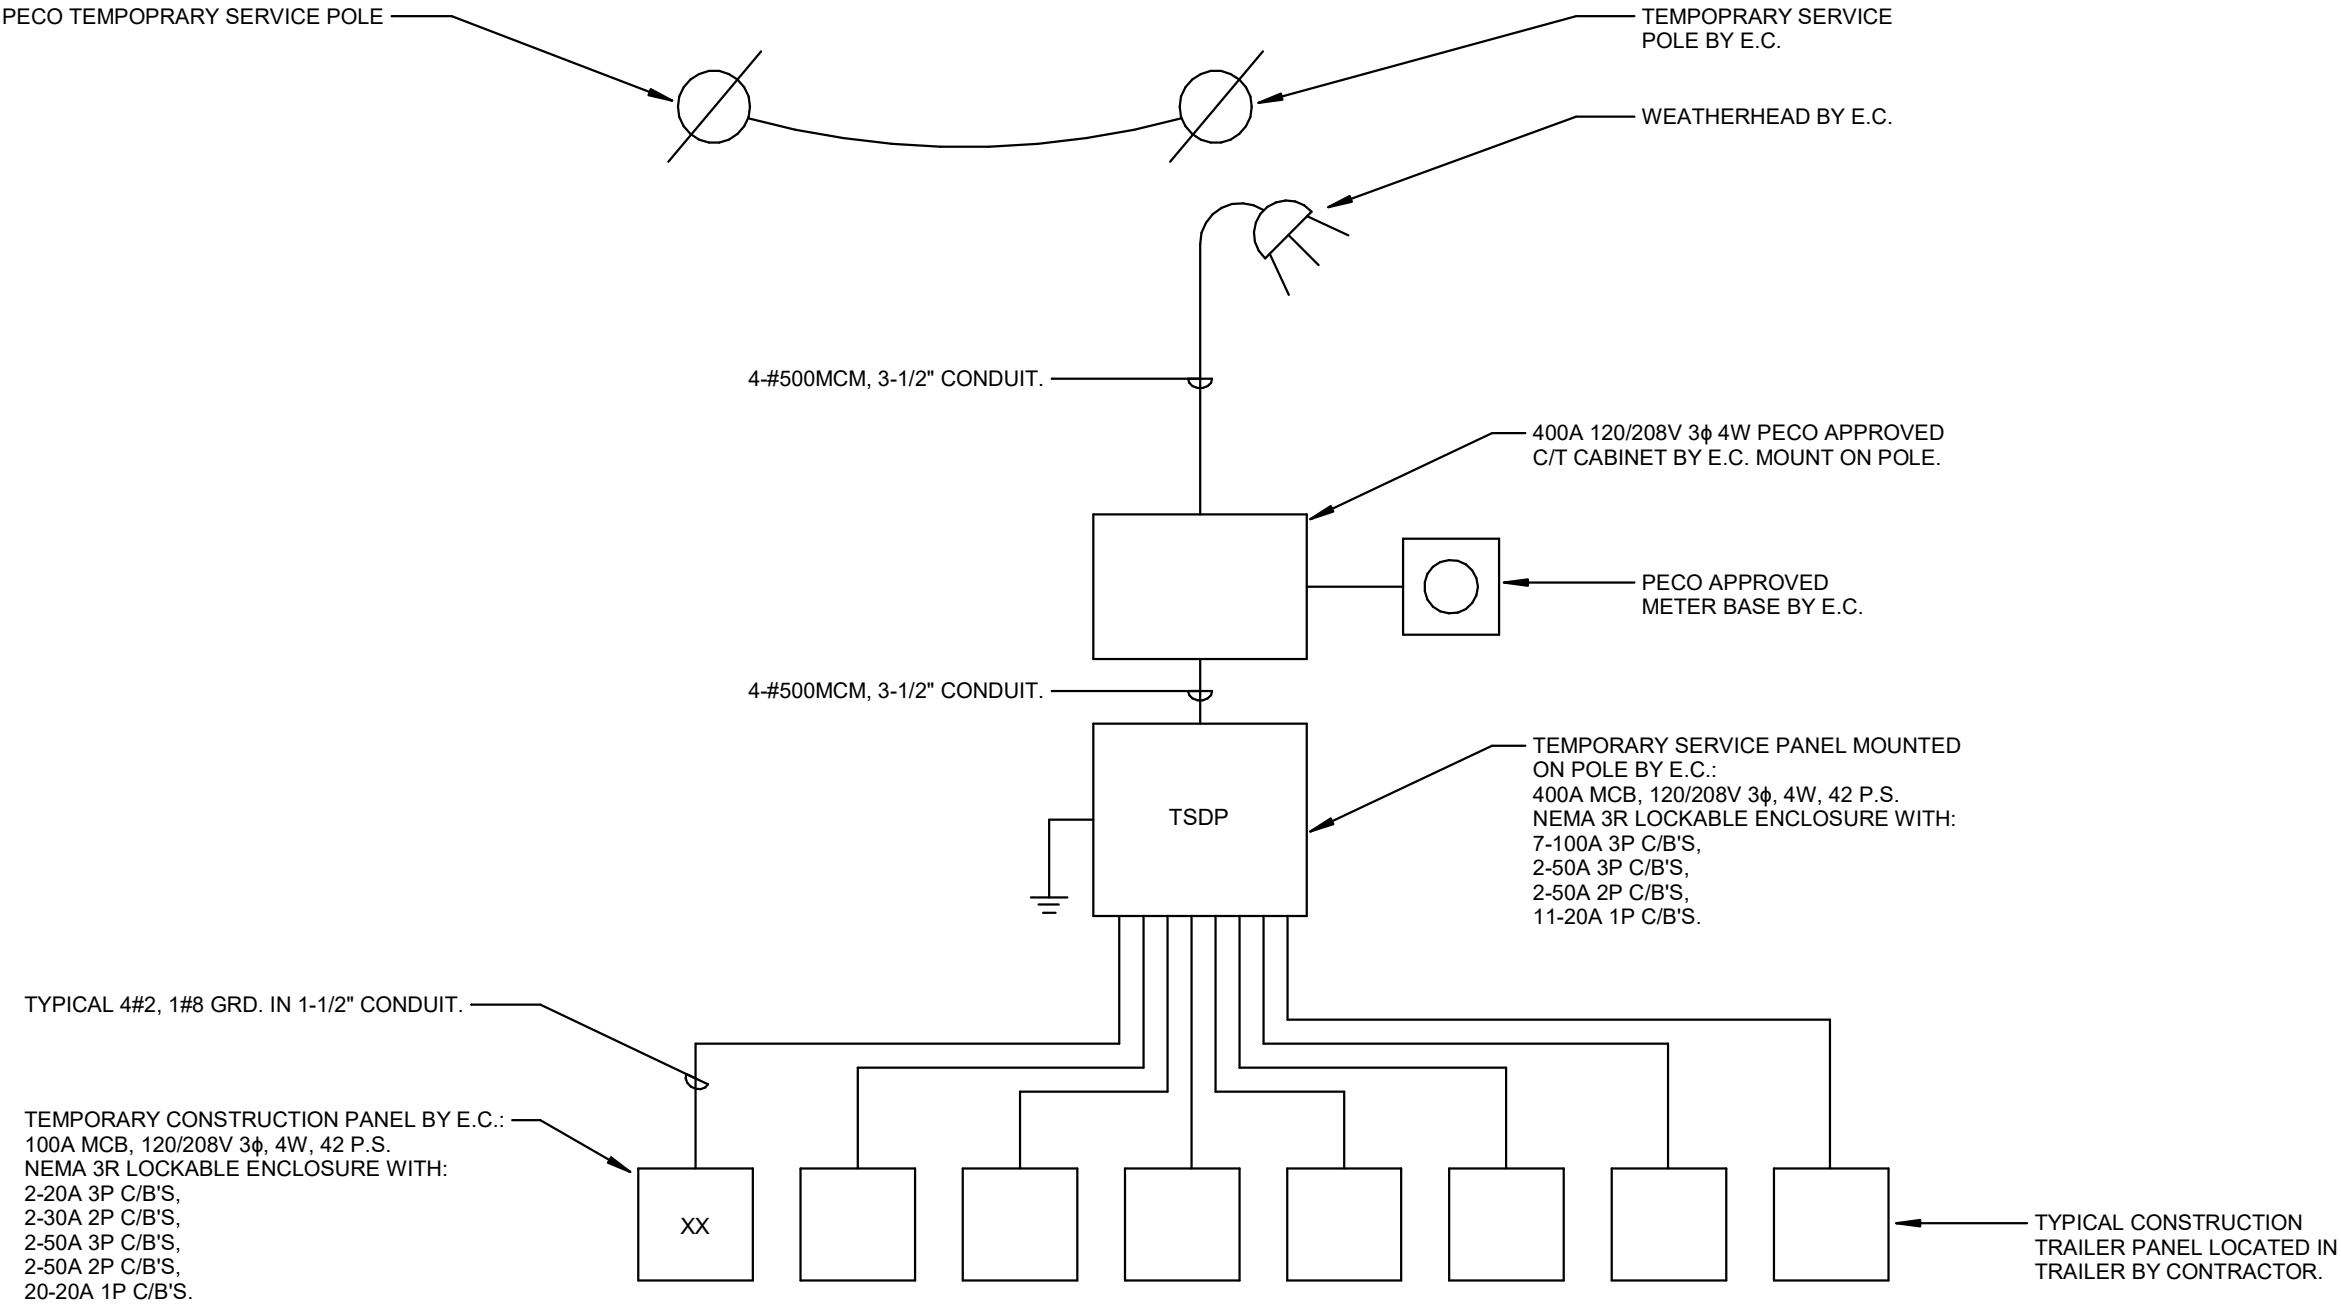 PECO TEMPOPRARY SERVICE POLE
TEMPOPRARY SERVICE
POLE BY E.C.
WEATHERHEAD BY E.C.
4-#500MCM, 3-1/2" CONDUIT.
400A 120/208V 3ϕ 4W PECO APPROVED
C/T CABINET BY E.C. MOUNT ON POLE.
PECO APPROVED
METER BASE BY E.C.
4-#500MCM, 3-1/2" CONDUIT.
TEMPORARY SERVICE PANEL MOUNTED
ON POLE BY E.C.:
400A MCB, 120/208V 3ϕ, 4W, 42 P.S.
NEMA 3R LOCKABLE ENCLOSURE WITH:
7-100A 3P C/B'S,
2-50A 3P C/B'S,
2-50A 2P C/B'S,
11-20A 1P C/B'S.
TSDP
TYPICAL 4#2, 1#8 GRD. IN 1-1/2" CONDUIT.
TEMPORARY CONSTRUCTION PANEL BY E.C.:
100A MCB, 120/208V 3ϕ, 4W, 42 P.S.
NEMA 3R LOCKABLE ENCLOSURE WITH:
2-20A 3P C/B'S,
2-30A 2P C/B'S,
2-50A 3P C/B'S,
2-50A 2P C/B'S,
20-20A 1P C/B'S.
XX
TYPICAL CONSTRUCTION
TRAILER PANEL LOCATED IN
TRAILER BY CONTRACTOR.